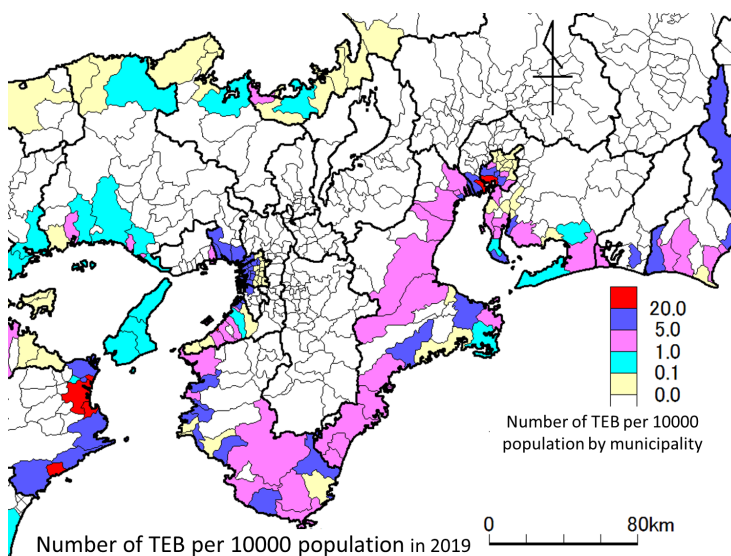 20.0
5.0
1.0
0.1
0.0
Number of TEB per 10000
population by municipality
0
80km
Number of TEB per 10000 population in 2019